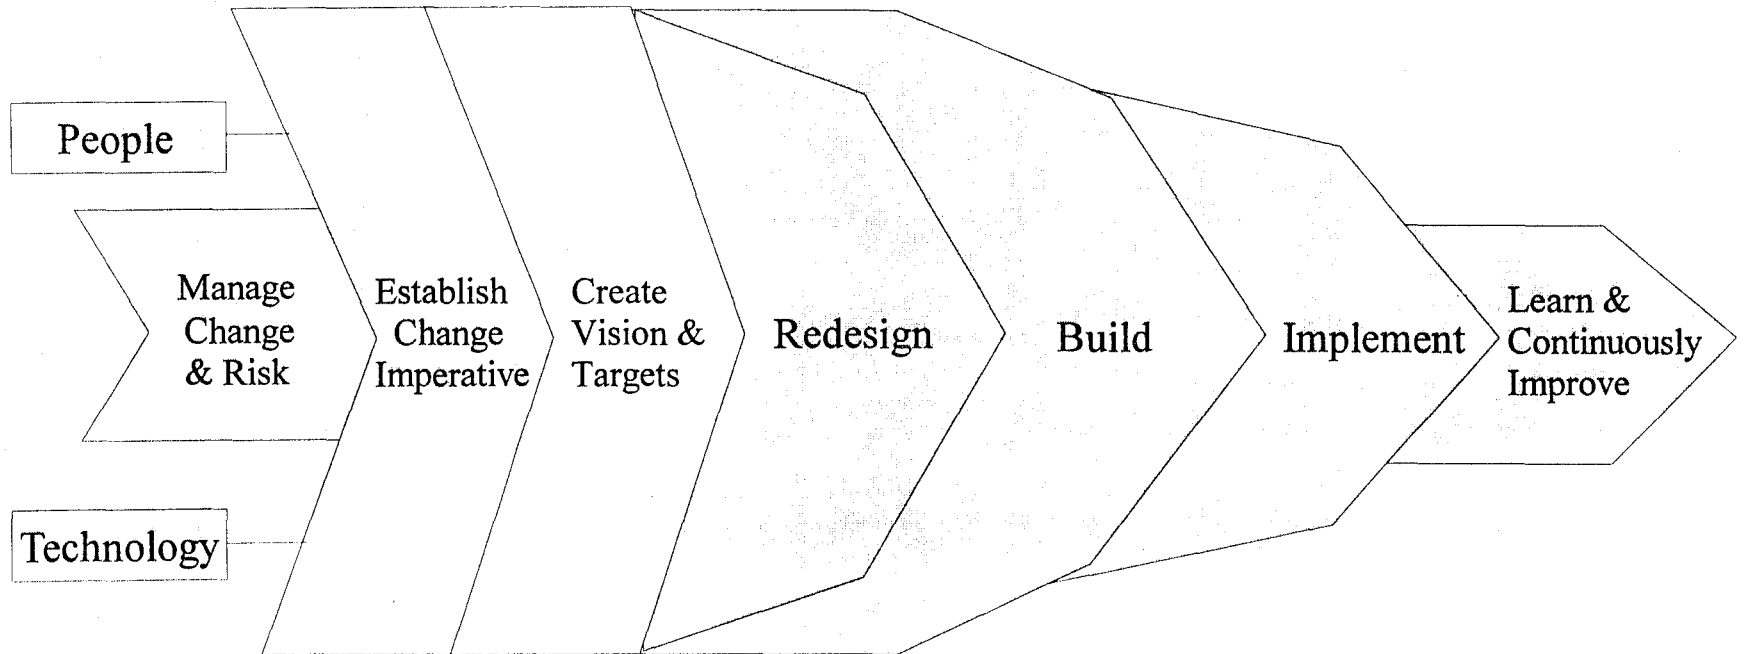 People
Manage
Change
& Risk
Technology
Establish
Change
Imperative
Create
Vision &
Targets
Redesign
Build
Implement
Learn &
Continuously
Improve